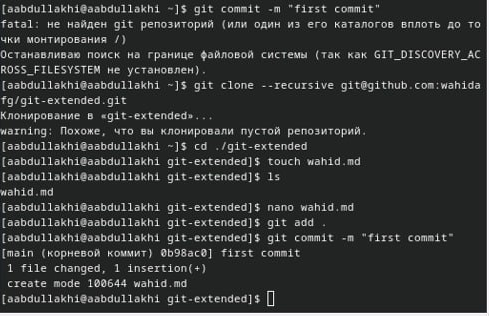 [aabdullakhi@aabdullakhi ~]$ git commit -m "first commit"
fatal: не найден git репозиторий (или один из его каталогов вплоть до то
чки монтирования /)
Останавливаю поиск на границе файловой системы (так как GIT_DISCOVERY_AC
ROSS_FILESYSTEM не установлен).
[aabdullakhi@aabdullakhi ~]$ git clone --recursive git@github.com:wahida
fg/git-extended.git
Клонирование в «git-extended»...
warning: Похоже, что вы клонировали пустой репозиторий.
[aabdullakhi@aabdullakhi ~]$ cd ./git-extended
[aabdullakhi@aabdullakhi git-extended]$ touch wahid.md
[aabdullakhi@aabdullakhi git-extended]$ ls
wahid.md
[aabdullakhi@aabdullakhi git-extended]$ nano wahid.md
[aabdullakhi@aabdullakhi git-extended]$ git add .
[aabdullakhi@aabdullakhi git-extended]$ git commit -m "first commit"
[main (корневой коммит) 0b98ac0] first commit
 1 file changed, 1 insertion(+)
 create mode 100644 wahid.md
[aabdullakhi@aabdullakhi git-extended]$